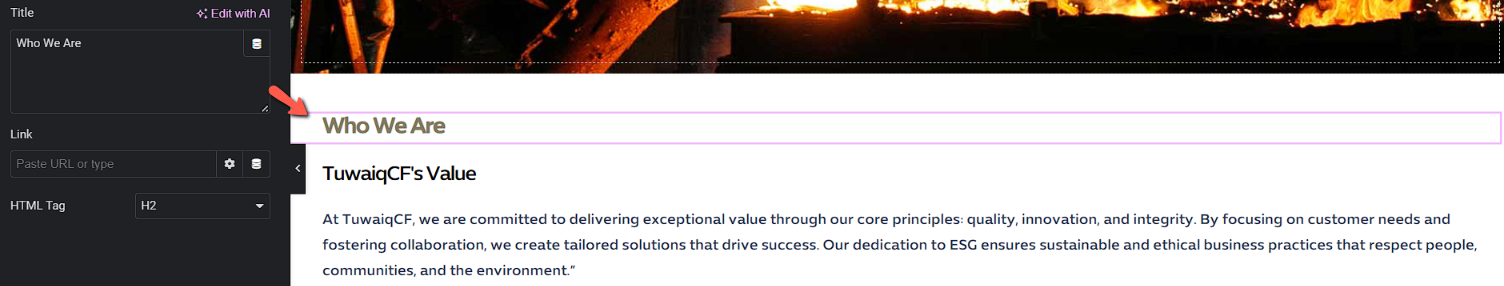 Title
Edit with AI
Who We Are
Link
Paste URL or type
HTML Tag
H2
Who We Are
TuwaiqCF's Value
At TuwaiqCF, we are committed to delivering exceptional value through our core principles: quality, innovation, and integrity. By focusing on customer needs and
fostering collaboration, we create tailored solutions that drive success. Our dedication to ESG ensures sustainable and ethical business practices that respect people,
communities, and the environment.”